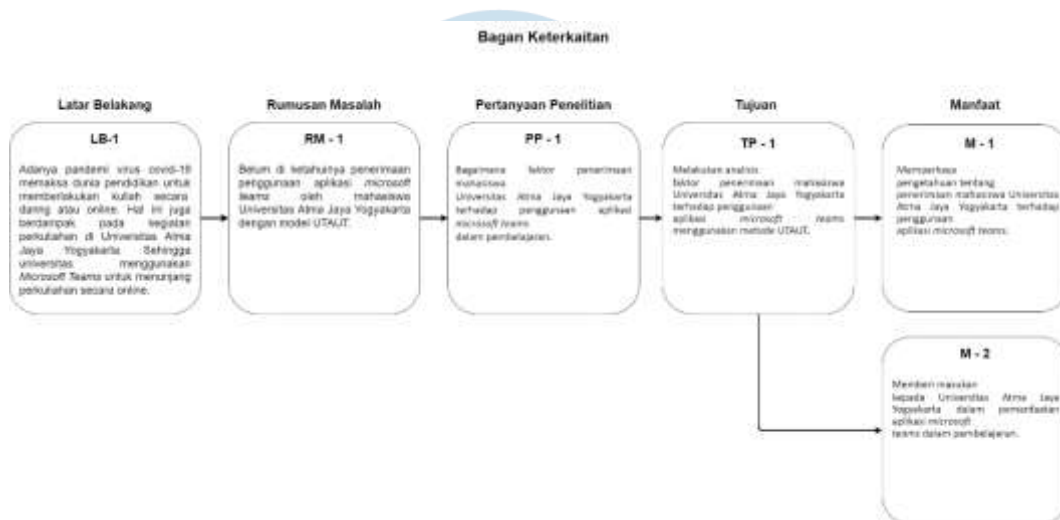 Bagan Keterkaitan
Latar Belakang
LB-1
Adanya pandemi virus covid-19
memaksa dunia pendidikan untuk
memberlakukan kuliah secara
daring atau online. Hal ini juga
berdampak pada kegiatan
perkuliahan di Universitas Atma
Jaya Yogyakarta Sehingga
universitas menggunakan
Microsoft Teams untuk menunjang
perkuliahan secara online.
Rumusan Masalah
RM - 1
Belum di ketahuinya penerimaan
penggunaan aplikasi microsoft
teams oleh mahasiswa
Universitas Atma Jaya Yogyakarta
dengan model UTAUT.
Pertanyaan Penelitian
PP - 1
Bagaimana faktor penerimaan
mahasiswa
Universitas Atma Jaya Yogyakarta
terhadap penggunaan aplikasi
microsoft teams
dalam pembelajaran.
Tujuan
TP - 1
Melakukan analisis
faktor penerimaan mahasiswa
Universitas Atma Jaya Yogyakarta
terhadap penggunaan
aplikasi microsoft teams
menggunakan metode UTAUT.
Manfaat
M - 1
Memperkaya
pengetahuan tentang
penerimaan mahasiswa Universitas
Atma Jaya Yogyakarta terhadap
penggunaan
aplikasi microsoft teams.
M - 2
Memberi masukan
kepada Universitas Atma Jaya
Yogyakarta dalam pemanfaatan
aplikasi microsoft
teams dalam pembelajaran.